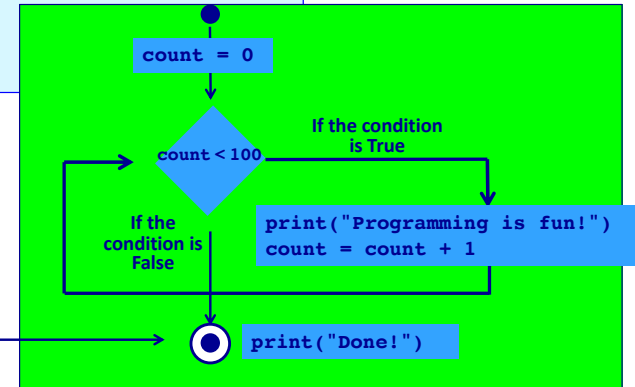 count = 0
count < 100
If the condition
is True
If the
condition is
False
print("Programming is fun!")
count = count + 1
print("Done!")